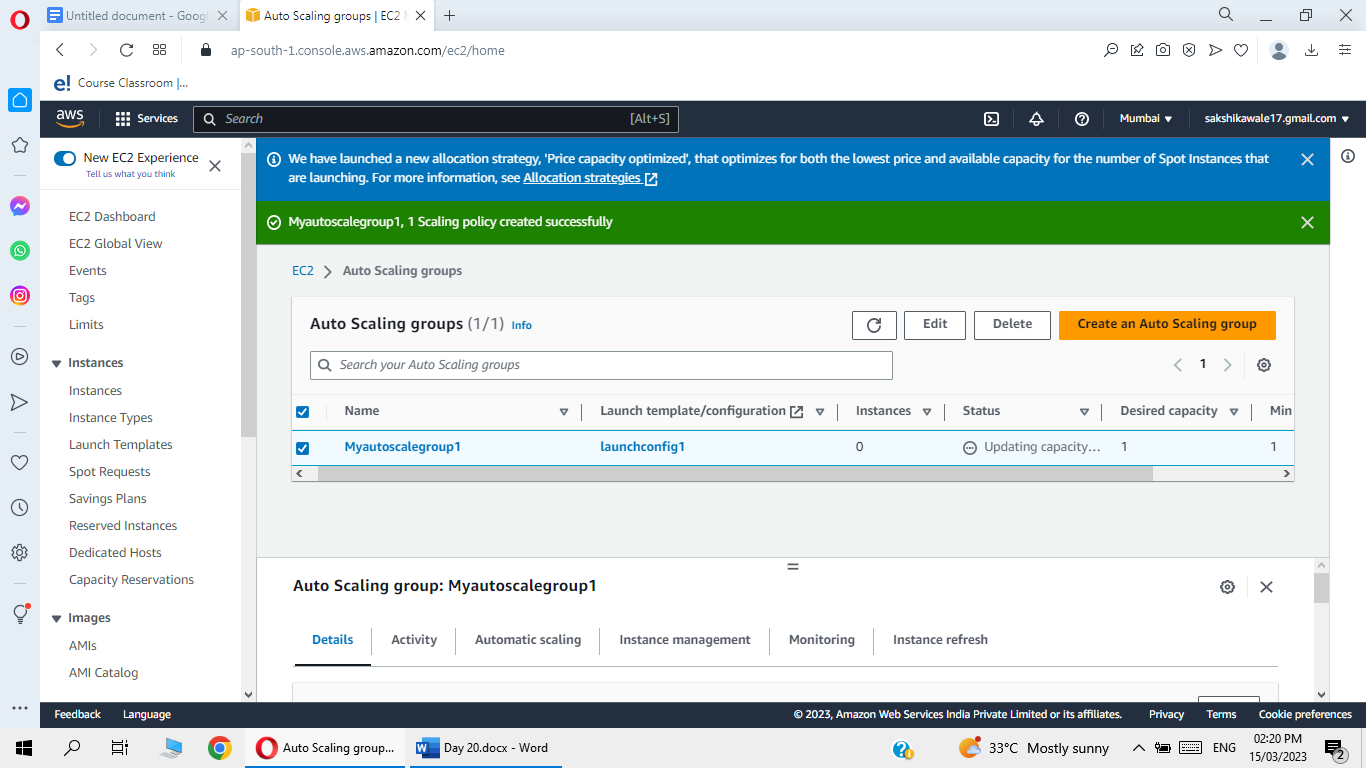 Untitled document - Googl
Auto Scaling groups | EC2 M
ap-south-1.console.aws.amazon.com/ec2/home
e! Course Classroom |...
aws
Services
Search
[Alt+S]
Mumbai
sakshikawale17.gmail.com
New EC2 Experience
Tell us what you think
EC2 Dashboard
EC2 Global View
Events
Tags
Limits
Instances
Instances
Instance Types
Launch Templates
Spot Requests
Savings Plans
Reserved Instances
Dedicated Hosts
Capacity Reservations
Images
AMIs
AMI Catalog
We have launched a new allocation strategy, 'Price capacity optimized', that optimizes for both the lowest price and available capacity for the number of Spot Instances that
are launching. For more information, see Allocation strategies
Myautoscalegroup1, 1 Scaling policy created successfully
EC2 Auto Scaling groups
Auto Scaling groups (1/1) Info
Edit
Delete
Create an Auto Scaling group
Search your Auto Scaling groups
1
Name Launch template/configuration Instances Status Desired capacity Min
Myautoscalegroup1 launchconfig1 0 Updating capacity... 1 1
Auto Scaling group: Myautoscalegroup1
Details Activity Automatic scaling Instance management Monitoring Instance refresh
Feedback Language © 2023, Amazon Web Services India Private Limited or its affiliates. Privacy Terms Cookie preferences
Auto Scaling group...
Day 20.docx - Word
33°C Mostly sunny
ENG
02:20 PM
15/03/2023
2